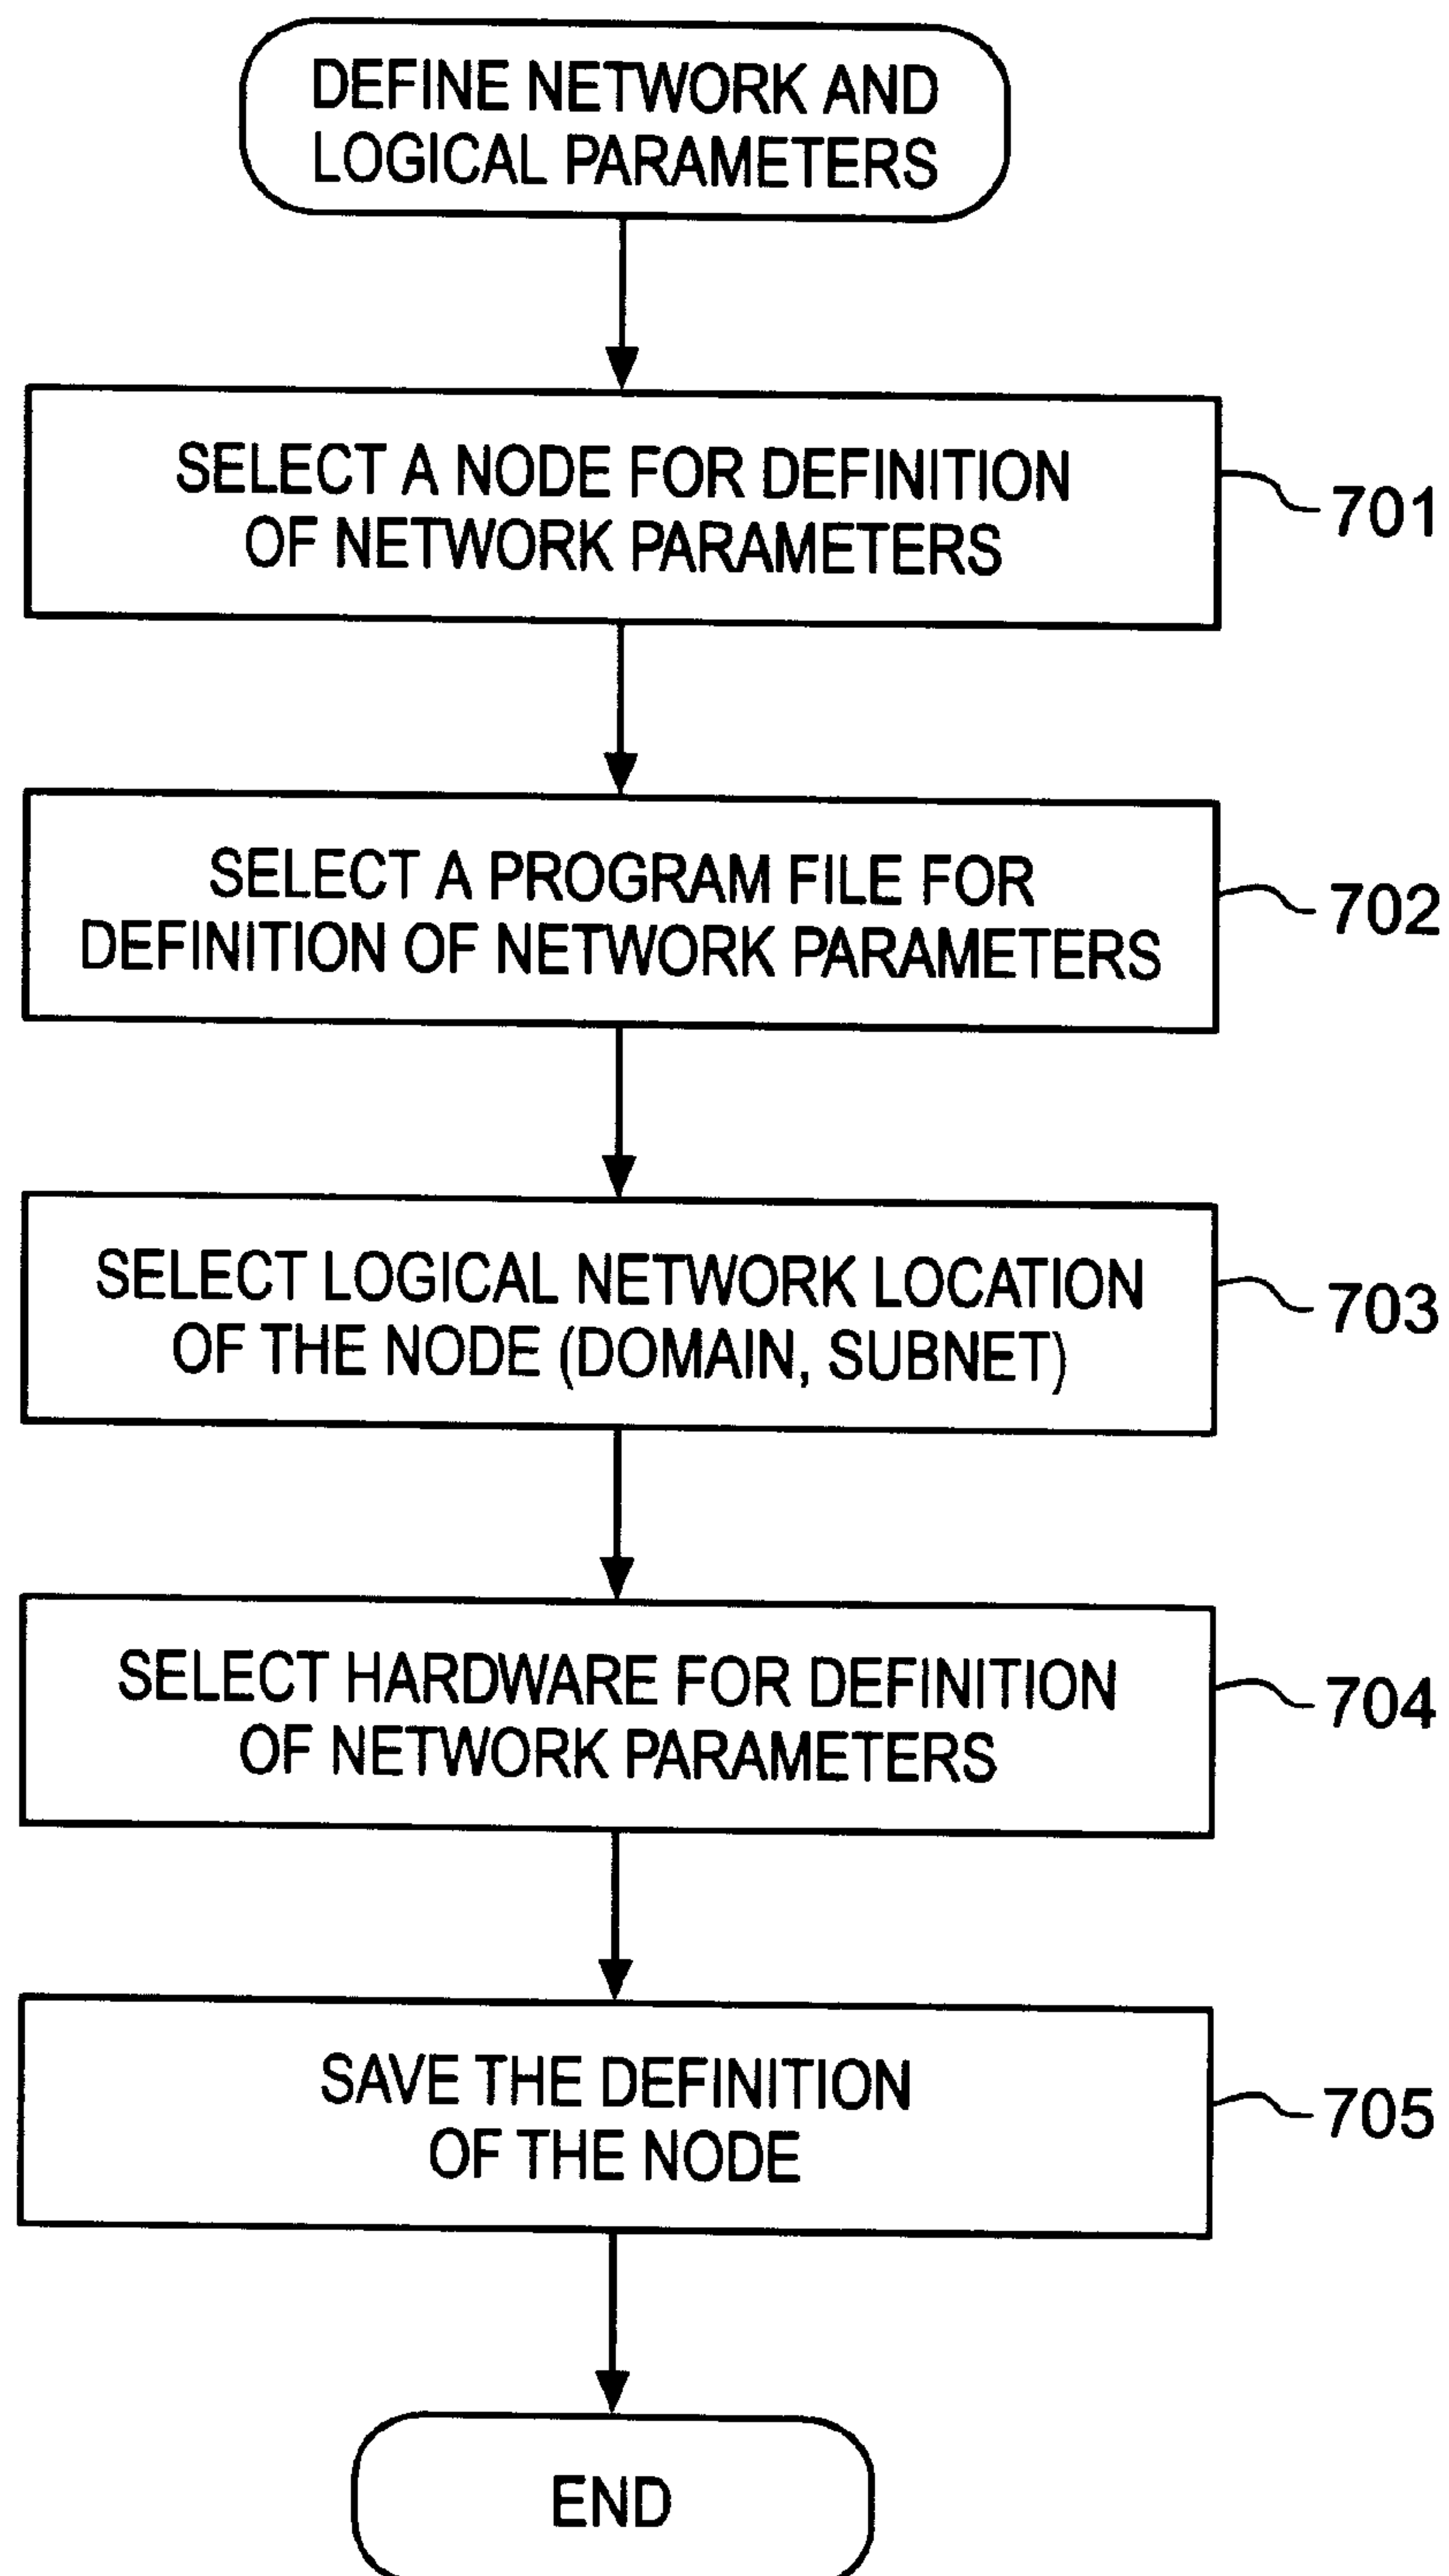 DEFINE NETWORK AND
LOGICAL PARAMETERS
SELECT A NODE FOR DEFINITION
OF NETWORK PARAMETERS
701
SELECT A PROGRAM FILE FOR
DEFINITION OF NETWORK PARAMETERS
702
SELECT LOGICAL NETWORK LOCATION
OF THE NODE (DOMAIN, SUBNET)
703
SELECT HARDWARE FOR DEFINITION
OF NETWORK PARAMETERS
704
SAVE THE DEFINITION
OF THE NODE
705
END